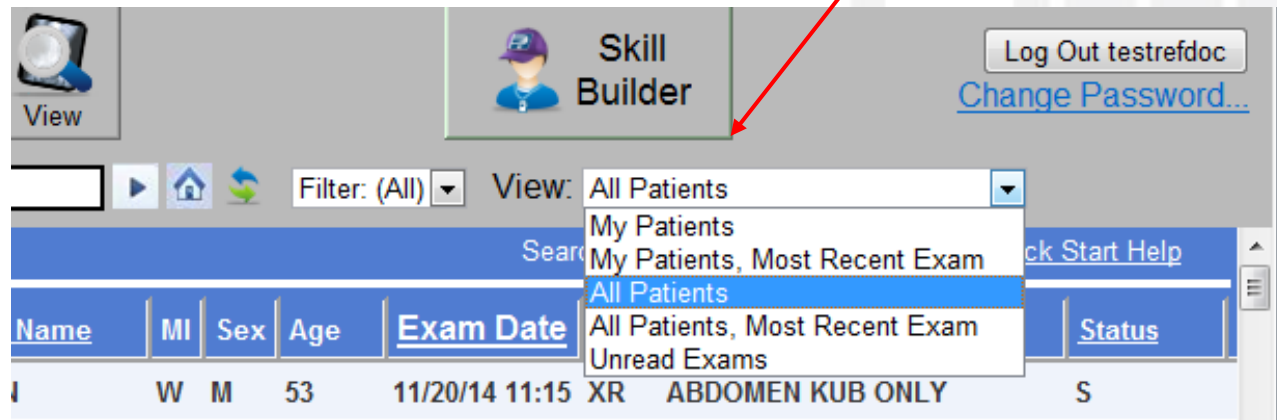 Skill
Builder
Log Out testrefdoc
Change Password...
View
Filter: (All) View: All Patients
My Patients
My Patients, Most Recent Exam
All Patients
All Patients, Most Recent Exam
Unread Exams
Start Help
Name MI Sex Age Exam Date Status
W M 53 11/20/14 11:15 XR ABDOMEN KUB ONLY S